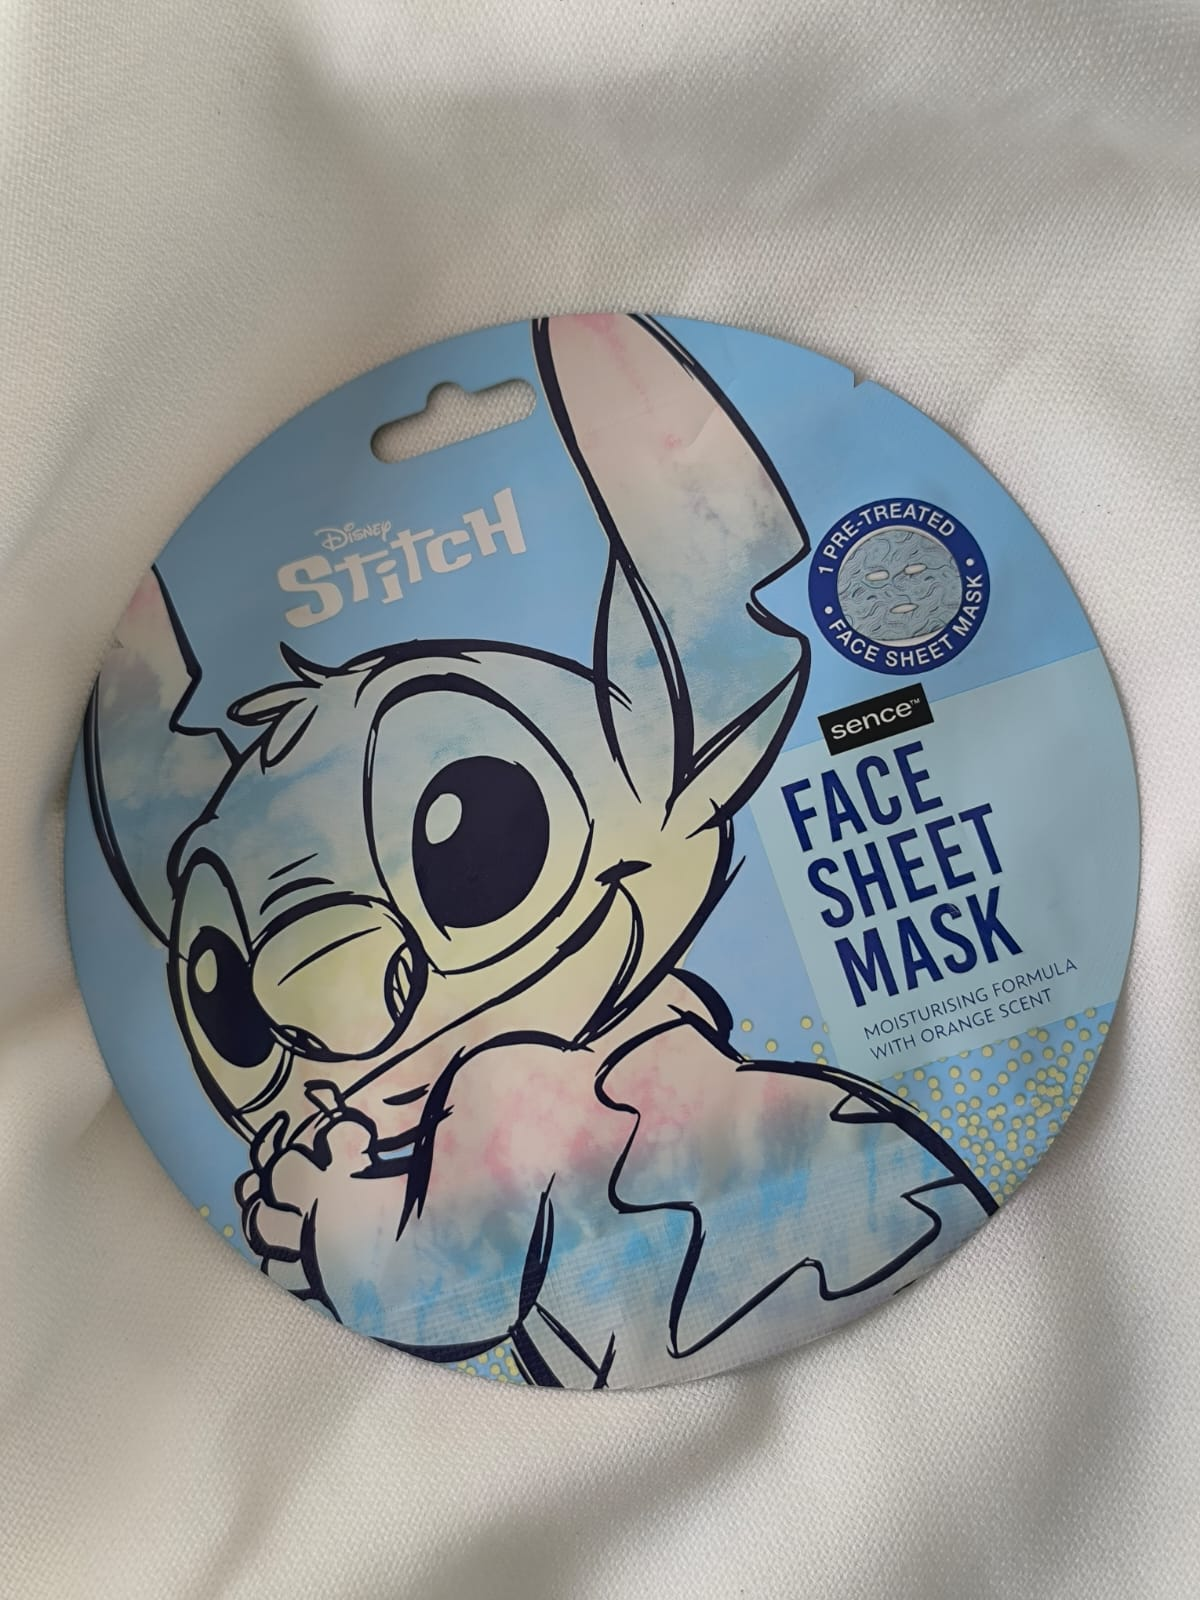 Disney
Stitch
1 PRE-TREATED
• FACE SHEET MASK •
sence™
FACE
SHEET
MASK
MOISTURISING FORMULA
WITH ORANGE SCENT